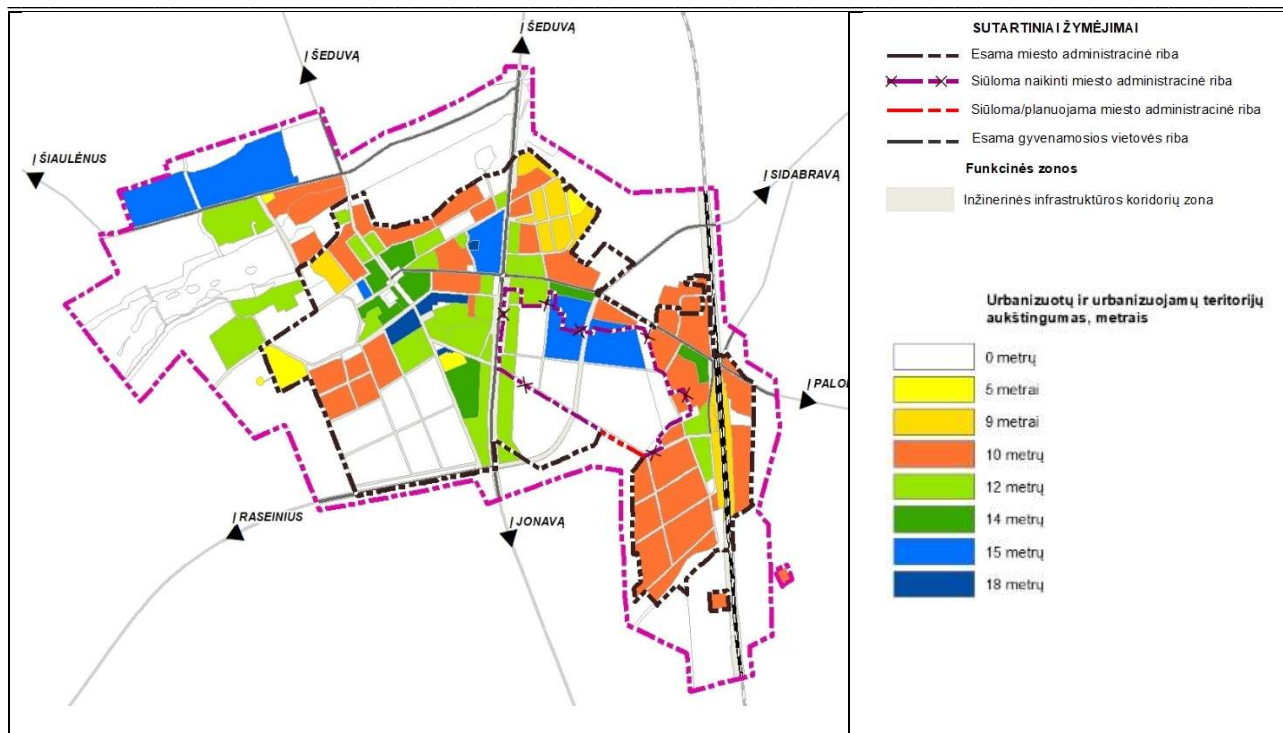 Į ŠEDUVĄ
Į ŠEDUVĄ
Į ŠIAULĖNUS
Į SIDABRAVĄ
Į RASEINIUS
Į JONAVĄ
SUTARTINIAI ŽYMĖJIMAI
Esama miesto administracinė riba
Siūloma naikinti miesto administracinė riba
Siūloma/planuojama miesto administracinė riba
Esama gyvenamosios vietovės riba
Funkcinės zonos
Inžinerinės infrastruktūros koridorių zona
Urbanizuotų ir urbanizuojamų teritorijų
aukštingumas, metrais
0 metrų
5 metrai
9 metrai
10 metrų
12 metrų
14 metrų
15 metrų
18 metrų